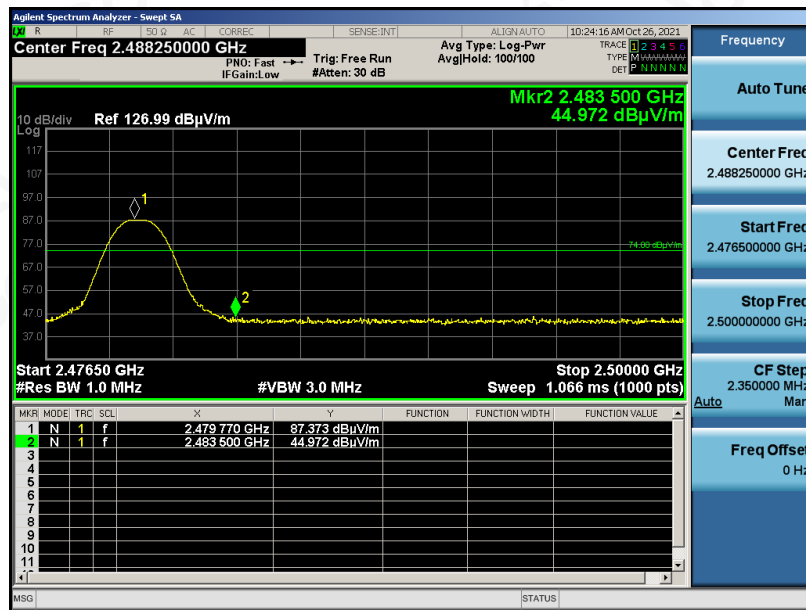 Agilent Spectrum Analyzer - Swept SA
LXI R RF 50 Ω AC CORREC SENSE:INT ALIGN AUTO 10:24:16 AM Oct 26, 2021
Center Freq 2.488250000 GHz
PNO: Fast
IFGain:Low
Trig: Free Run
#Atten: 30 dB
Avg Type: Log-Pwr
Avg|Hold: 100/100
TRACE 1 2 3 4 5 6
TYPE M W W W W W
DET P N N N N N
Frequency
Mkr2 2.483 500 GHz
44.972 dBµV/m
10 dB/div Ref 126.99 dBµV/m
Log
117
107
97.0
87.0
77.0
67.0
57.0
47.0
37.0
1
2
74.00 dBµV/m
Start 2.47650 GHz Stop 2.50000 GHz
#Res BW 1.0 MHz #VBW 3.0 MHz Sweep 1.066 ms (1000 pts)
MKR MODE TRC SCL X Y FUNCTION FUNCTION WIDTH FUNCTION VALUE
1 N 1 f 2.479 770 GHz 87.373 dBµV/m
2 N 1 f 2.483 500 GHz 44.972 dBµV/m
3
4
5
6
7
8
9
10
11
MSG STATUS
Auto Tune
Center Freq
2.488250000 GHz
Start Freq
2.476500000 GHz
Stop Freq
2.500000000 GHz
CF Step
2.350000 MHz
Auto Man
Freq Offset
0 Hz